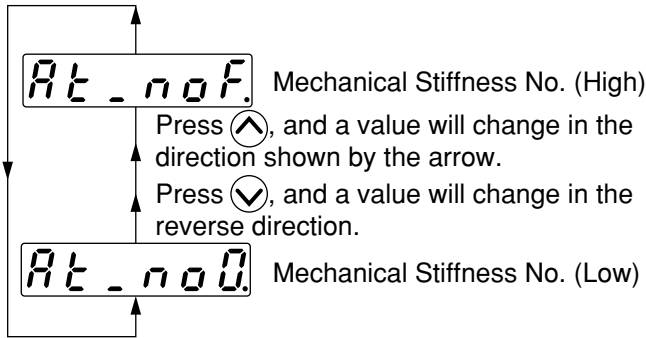 At_noF. Mechanical Stiffness No. (High)
Press , and a value will change in the
direction shown by the arrow.
Press , and a value will change in the
reverse direction.
At_no0. Mechanical Stiffness No. (Low)